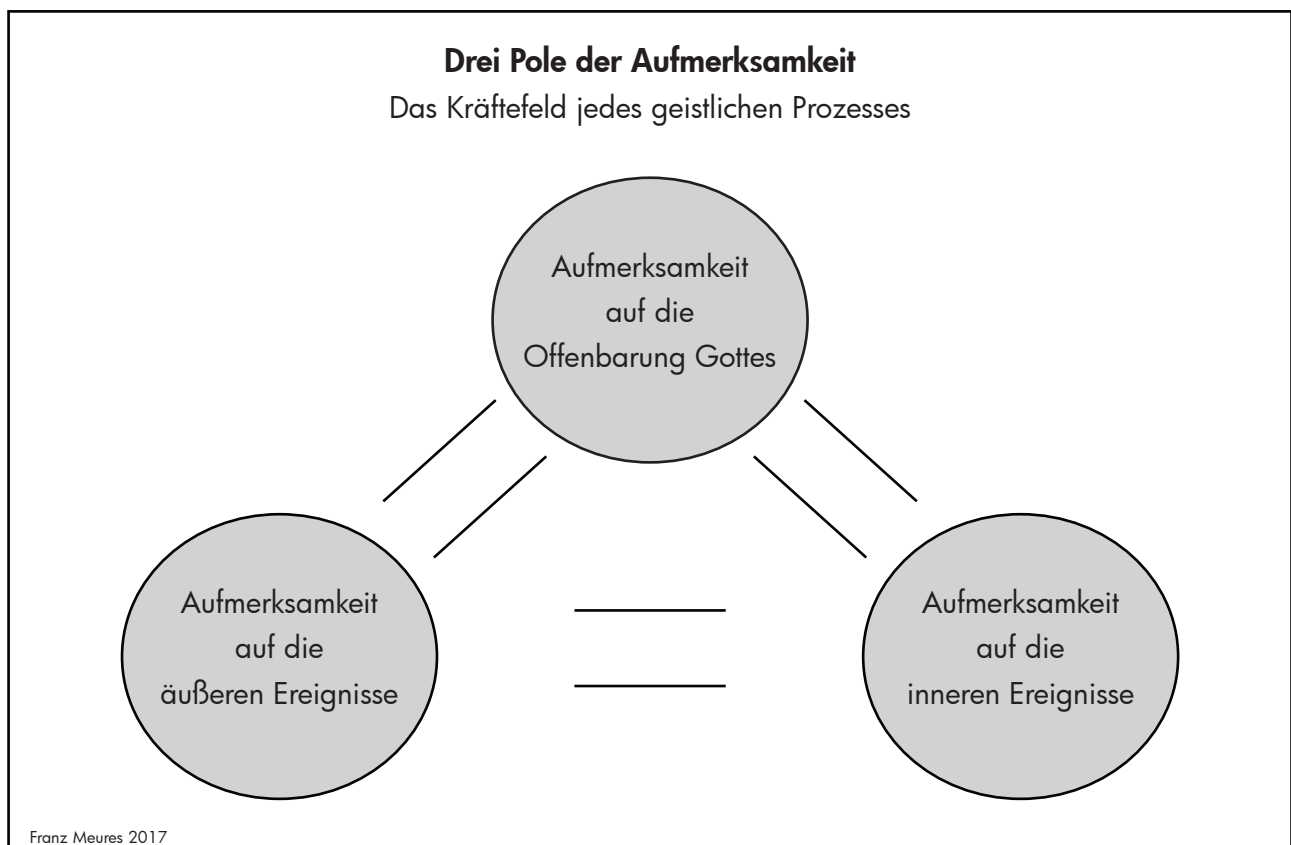 Drei Pole der Aufmerksamkeit
Das Kräftefeld jedes geistlichen Prozesses
Aufmerksamkeit
auf die
Offenbarung Gottes
Aufmerksamkeit
auf die
äußeren Ereignisse
Aufmerksamkeit
auf die
inneren Ereignisse
Franz Meures 2017